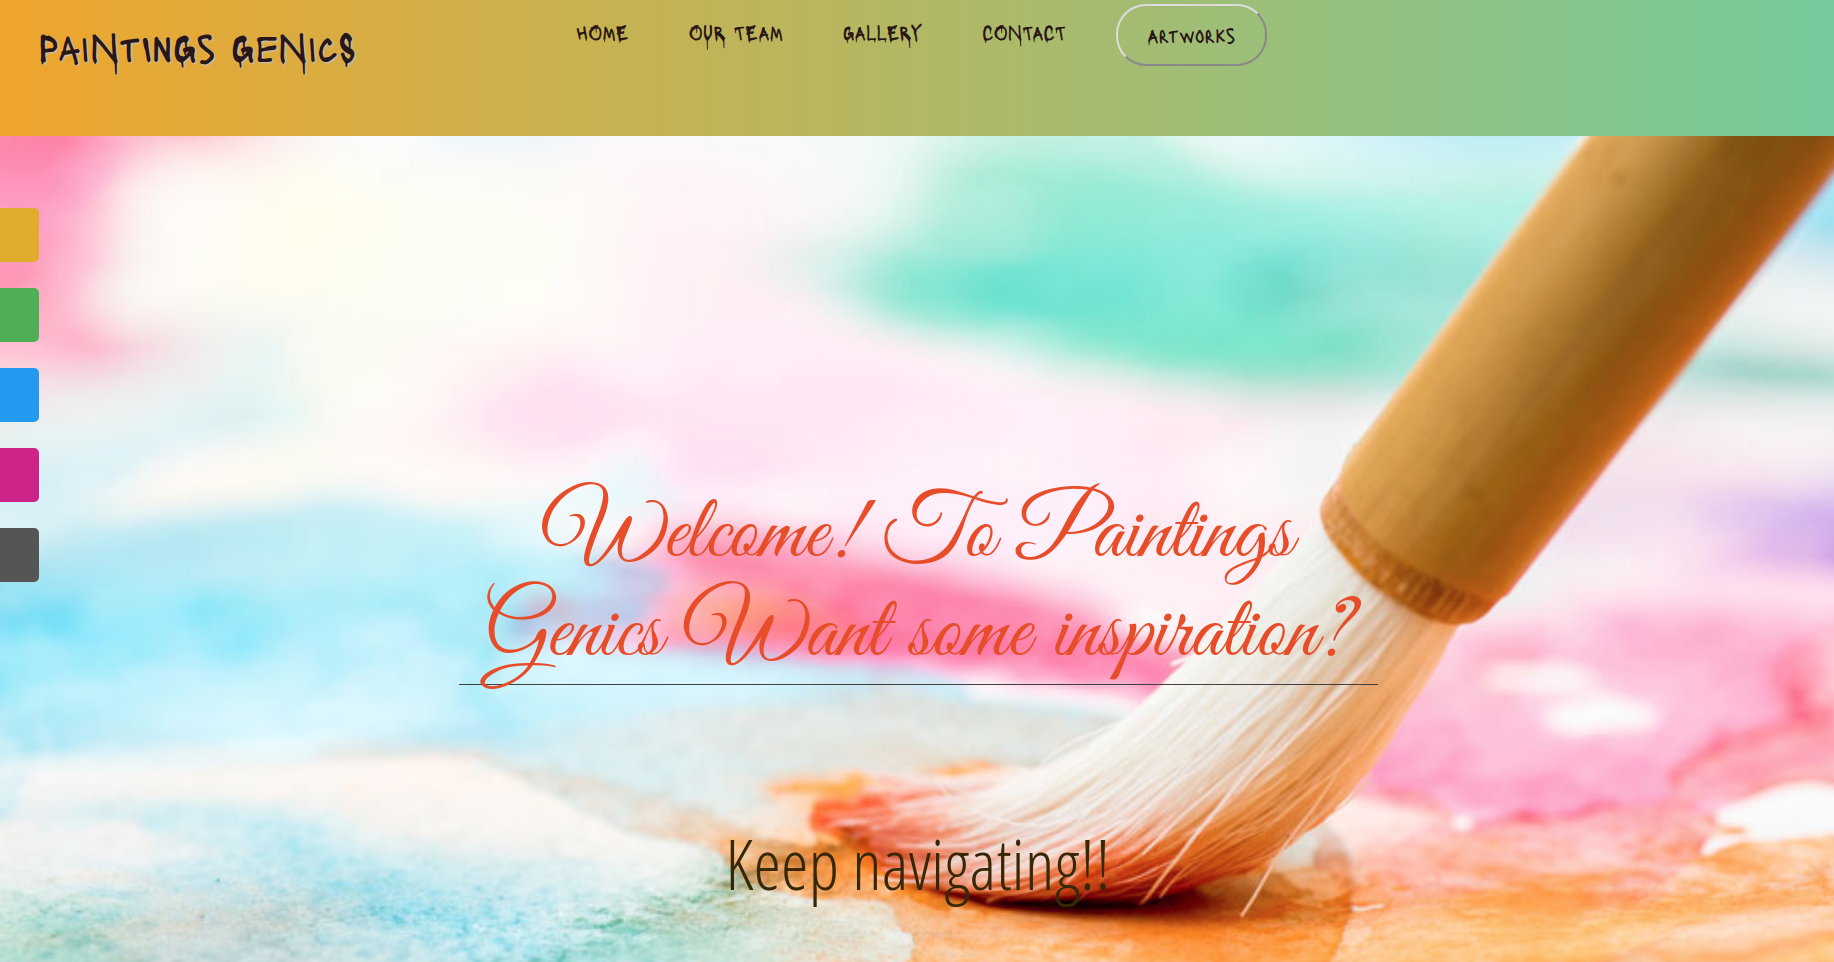 PAINTINGS GENICS
HOME OUR TEAM GALLERY CONTACT ARTWORKS
Welcome! To Paintings
Genics Want some inspiration?
Keep navigating!!